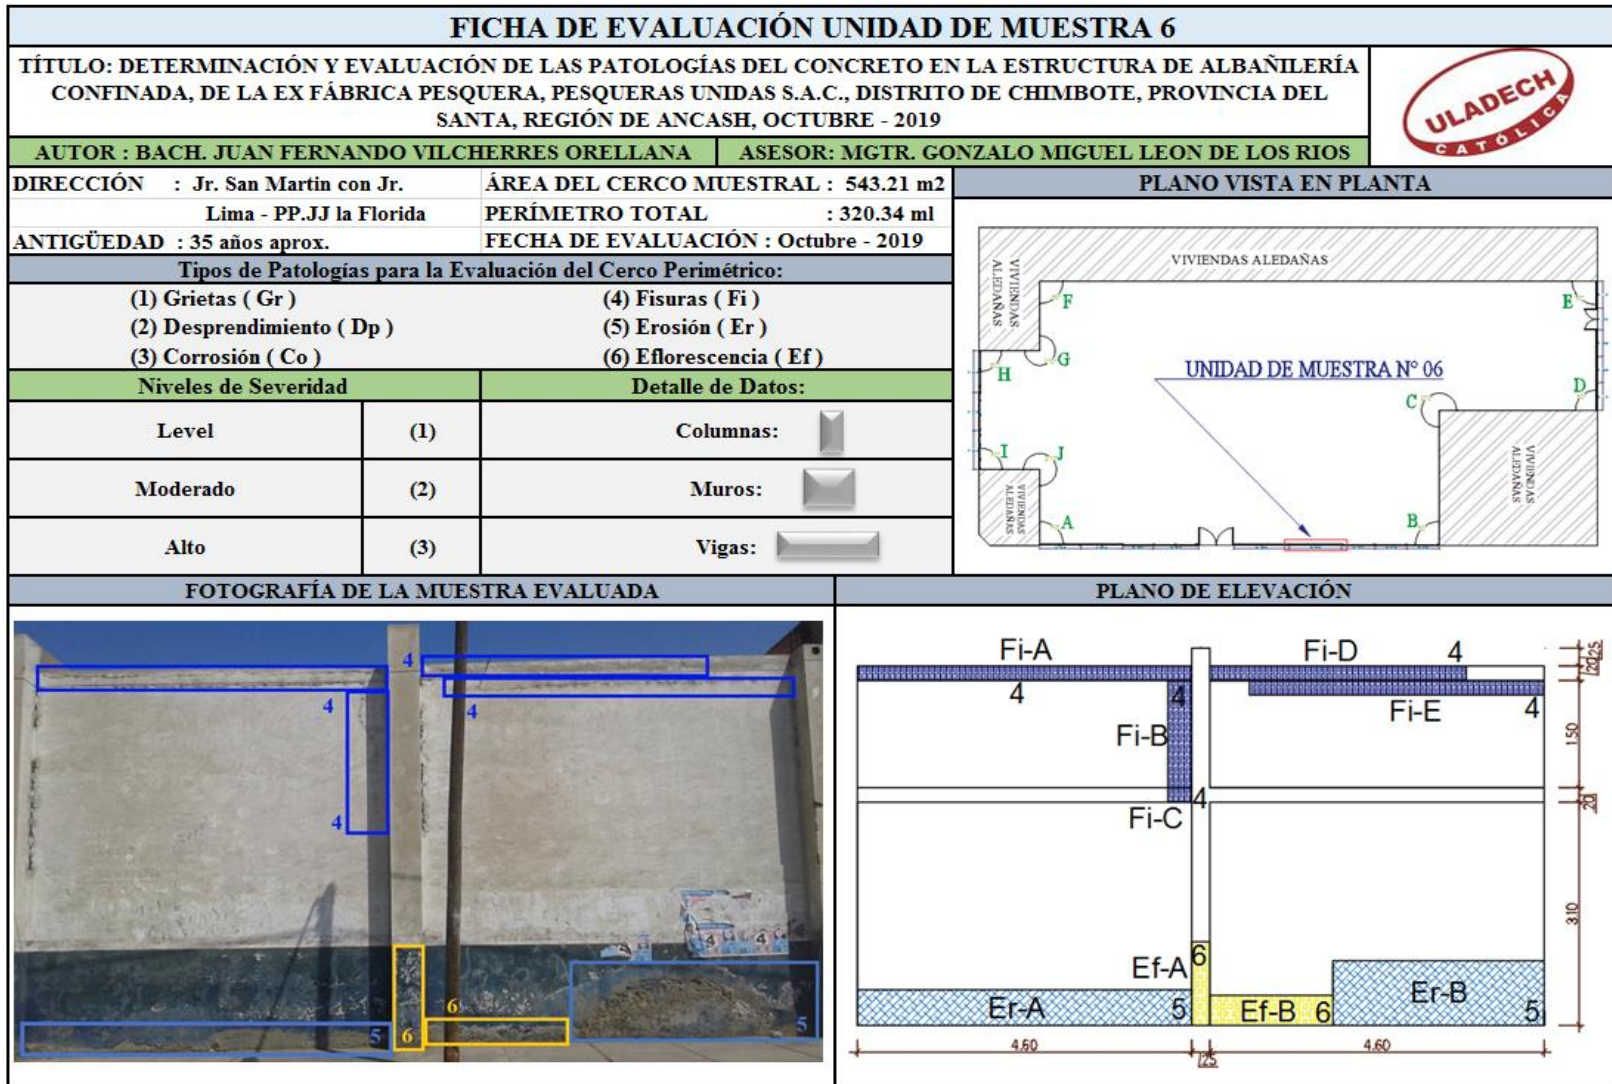 FICHA DE EVALUACIÓN UNIDAD DE MUESTRA 6
TÍTULO: DETERMINACIÓN Y EVALUACIÓN DE LAS PATOLOGÍAS DEL CONCRETO EN LA ESTRUCTURA DE ALBAÑILERÍA
CONFINADA, DE LA EX FÁBRICA PESQUERA, PESQUERAS UNIDAS S.A.C., DISTRITO DE CHIMBOTE, PROVINCIA DEL
SANTA, REGIÓN DE ANCASH, OCTUBRE - 2019
ULADECH
CATÓLICA
AUTOR : BACH. JUAN FERNANDO VILCHERRES ORELLANA
ASESOR: MGTR. GONZALO MIGUEL LEON DE LOS RIOS
DIRECCIÓN : Jr. San Martin con Jr.
Lima - PP.JJ la Florida
ANTIGÜEDAD : 35 años aprox.
ÁREA DEL CERCO MUESTRAL : 543.21 m2
PERÍMETRO TOTAL : 320.34 ml
FECHA DE EVALUACIÓN : Octubre - 2019
Tipos de Patologías para la Evaluación del Cerco Perimétrico:
(1) Grietas ( Gr )
(2) Desprendimiento ( Dp )
(3) Corrosión ( Co )
(4) Fisuras ( Fi )
(5) Erosión ( Er )
(6) Eflorescencia ( Ef )
Niveles de Severidad
Level (1)
Moderado (2)
Alto (3)
Detalle de Datos:
Columnas:
Muros:
Vigas:
PLANO VISTA EN PLANTA
VIVIENDAS ALEDAÑAS
VIVIENDAS
ALEDAÑAS
F
E
G
H
UNIDAD DE MUESTRA Nº 06
D
C
I
J
VIVIENDAS
ALEDAÑAS
VIVIENDAS
ALEDAÑAS
A
B
FOTOGRAFÍA DE LA MUESTRA EVALUADA
4
4
4
4
4
4
6
5
6
5
PLANO DE ELEVACIÓN
Fi-A
Fi-D
4
4
4
Fi-E
4
Fi-B
4
Fi-C
Ef-A
6
Er-A
5
Ef-B
6
Er-B
5
25
20
1.50
20
3.10
4.60
.25
4.60